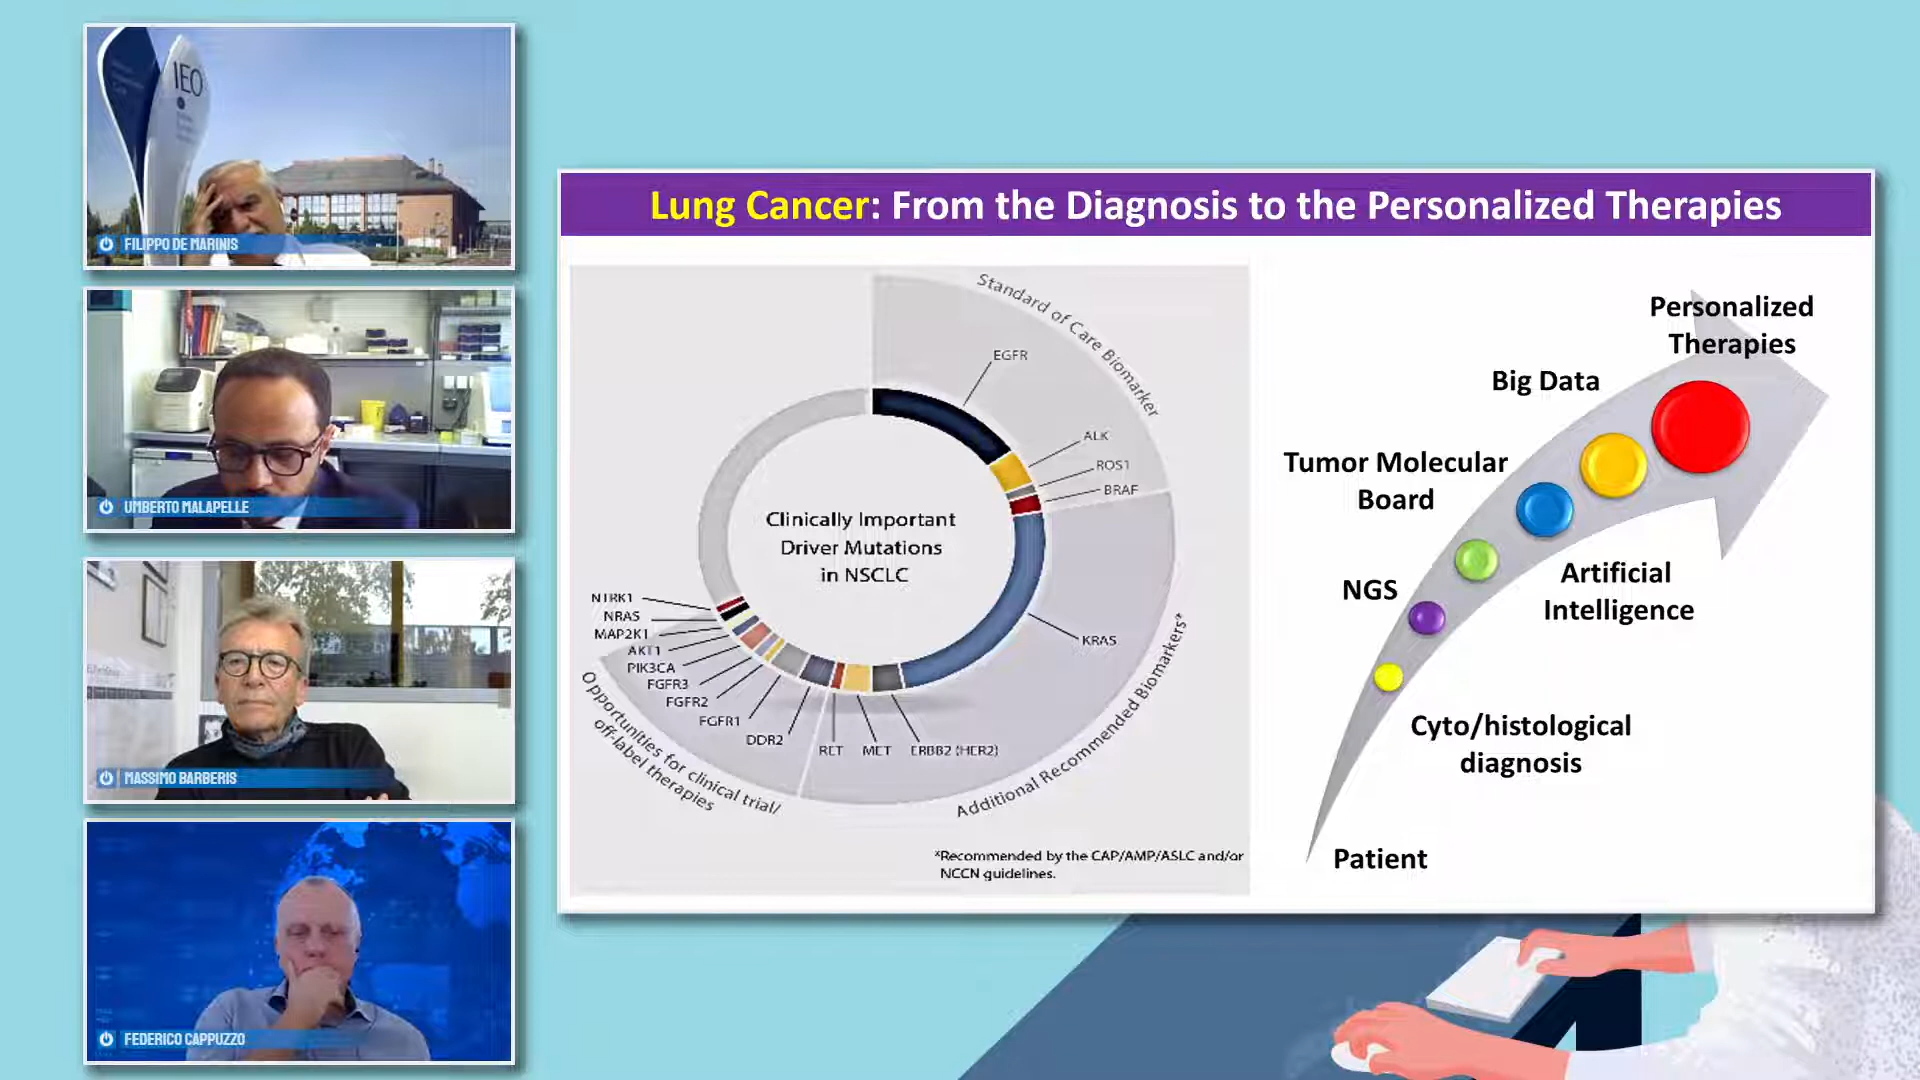 IEO
FILIPPO DE MARINIS
UMBERTO MALAPELLE
MASSIMO BARBERIS
FEDERICO CAPPUZZO
Lung Cancer: From the Diagnosis to the Personalized Therapies
Standard of Care Biomarker
EGFR
ALK
ROS1
BRAF
Clinically Important
Driver Mutations
in NSCLC
NTRK1
NRAS
MAP2K1
AKT1
PIK3CA
FGFR3
FGFR2
FGFR1
DDR2
RET
MET
ERBB2 (HER2)
KRAS
Additional Recommended Biomarkers*
Opportunities for clinical trial/
off-label therapies
*Recommended by the CAP/AMP/ASLC and/or
NCCN guidelines.
Personalized
Therapies
Big Data
Tumor Molecular
Board
Artificial
Intelligence
NGS
Cyto/histological
diagnosis
Patient